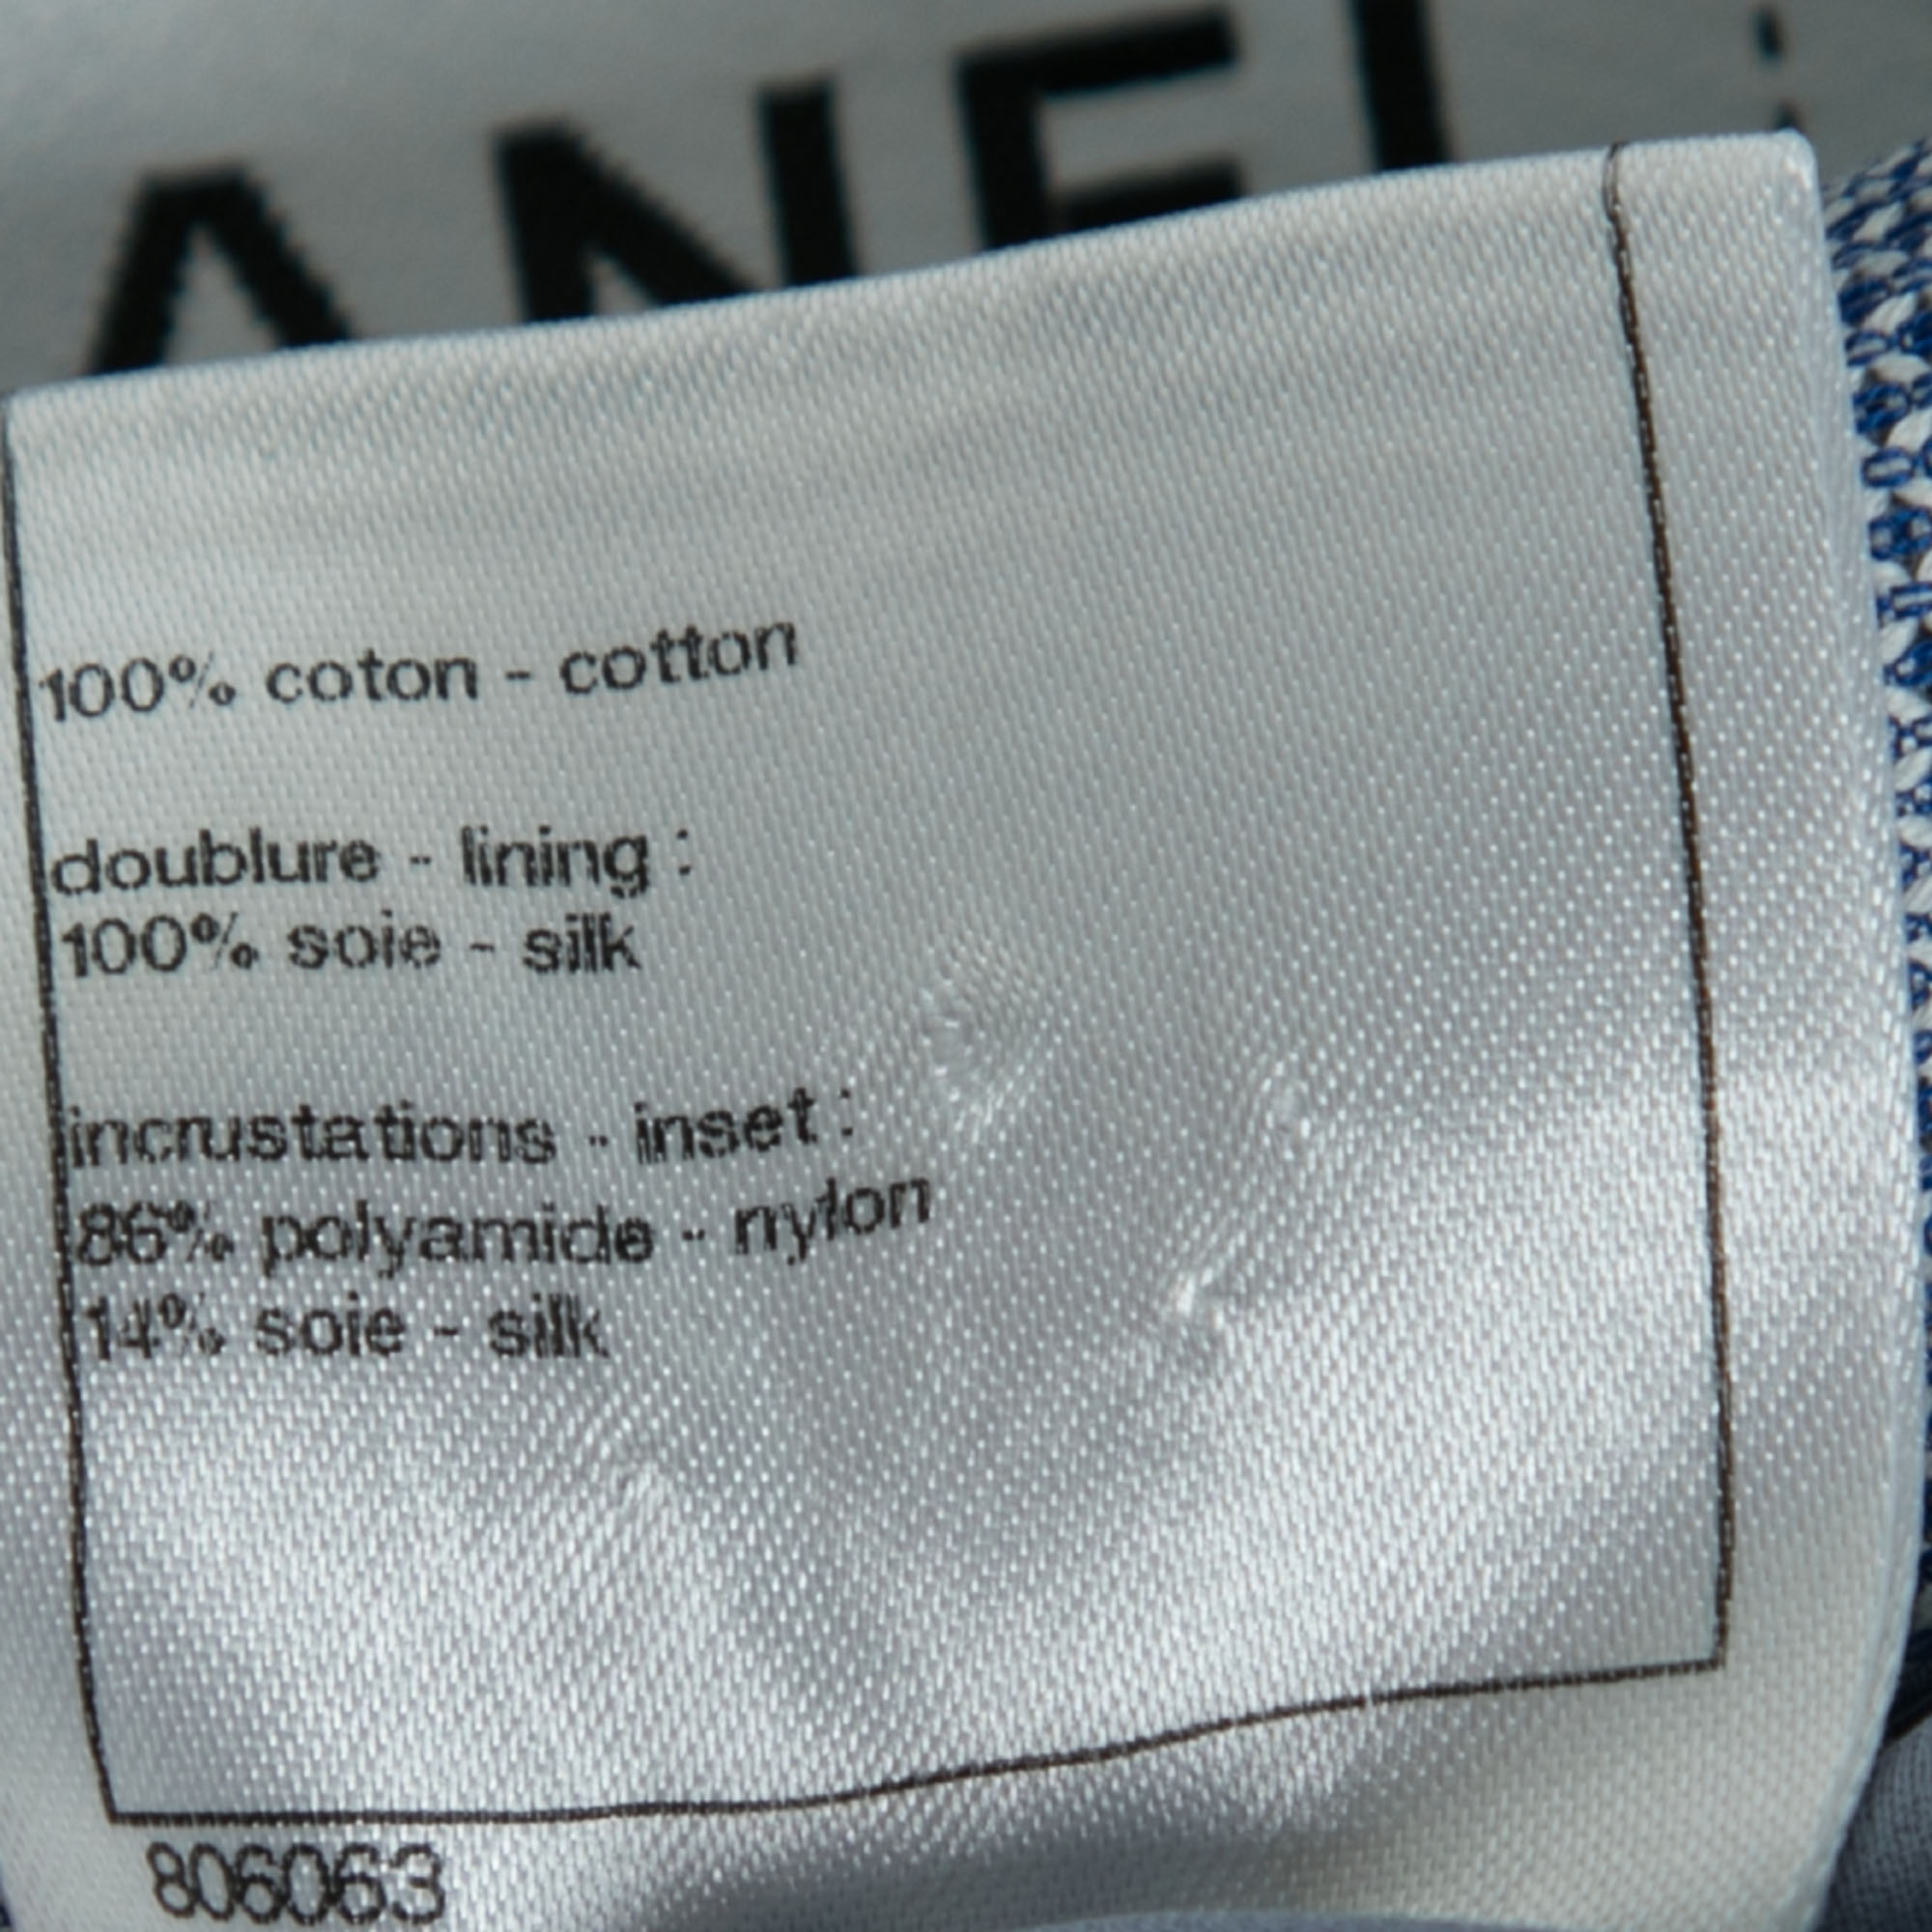 ANEL
100% coton - cotton
doublure - lining :
100% soie - silk
incrustations - inset :
86% polyamide - nylon
14% soie - silk
806063